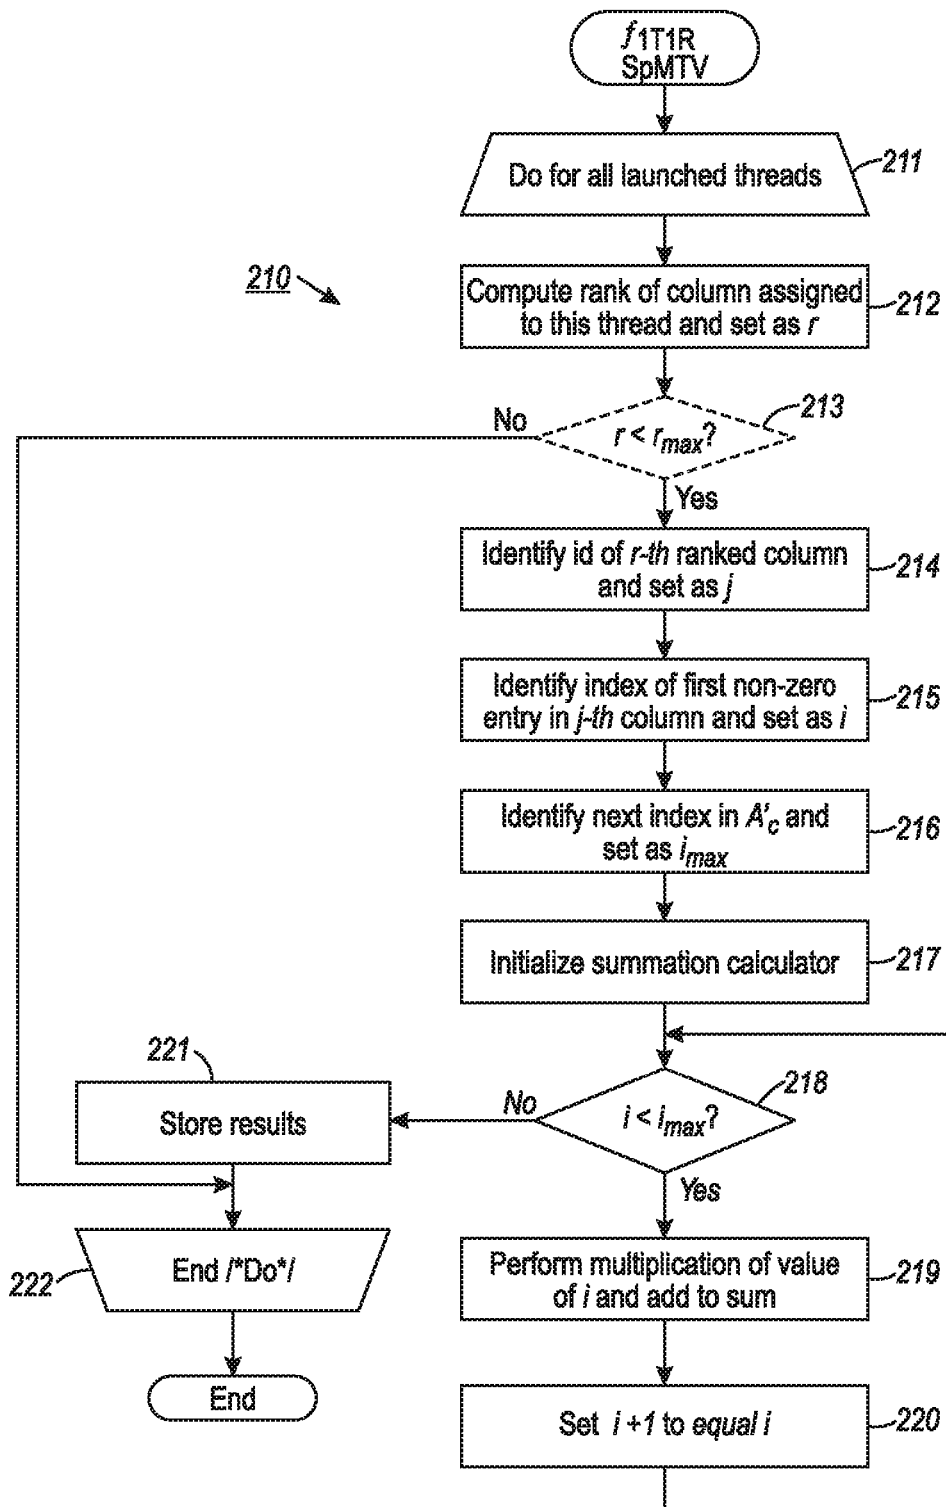 f1T1R
SpMTV
Do for all launched threads
211
210
Compute rank of column assigned
to this thread and set as r
212
213
No
r < rmax?
Yes
Identify id of r-th ranked column
and set as j
214
Identify index of first non-zero
entry in j-th column and set as i
215
Identify next index in A'c and
set as imax
216
Initialize summation calculator
217
221
Store results
No
i < imax?
218
Yes
222
End /*Do*/
Perform multiplication of value
of i and add to sum
219
End
Set i +1 to equal i
220